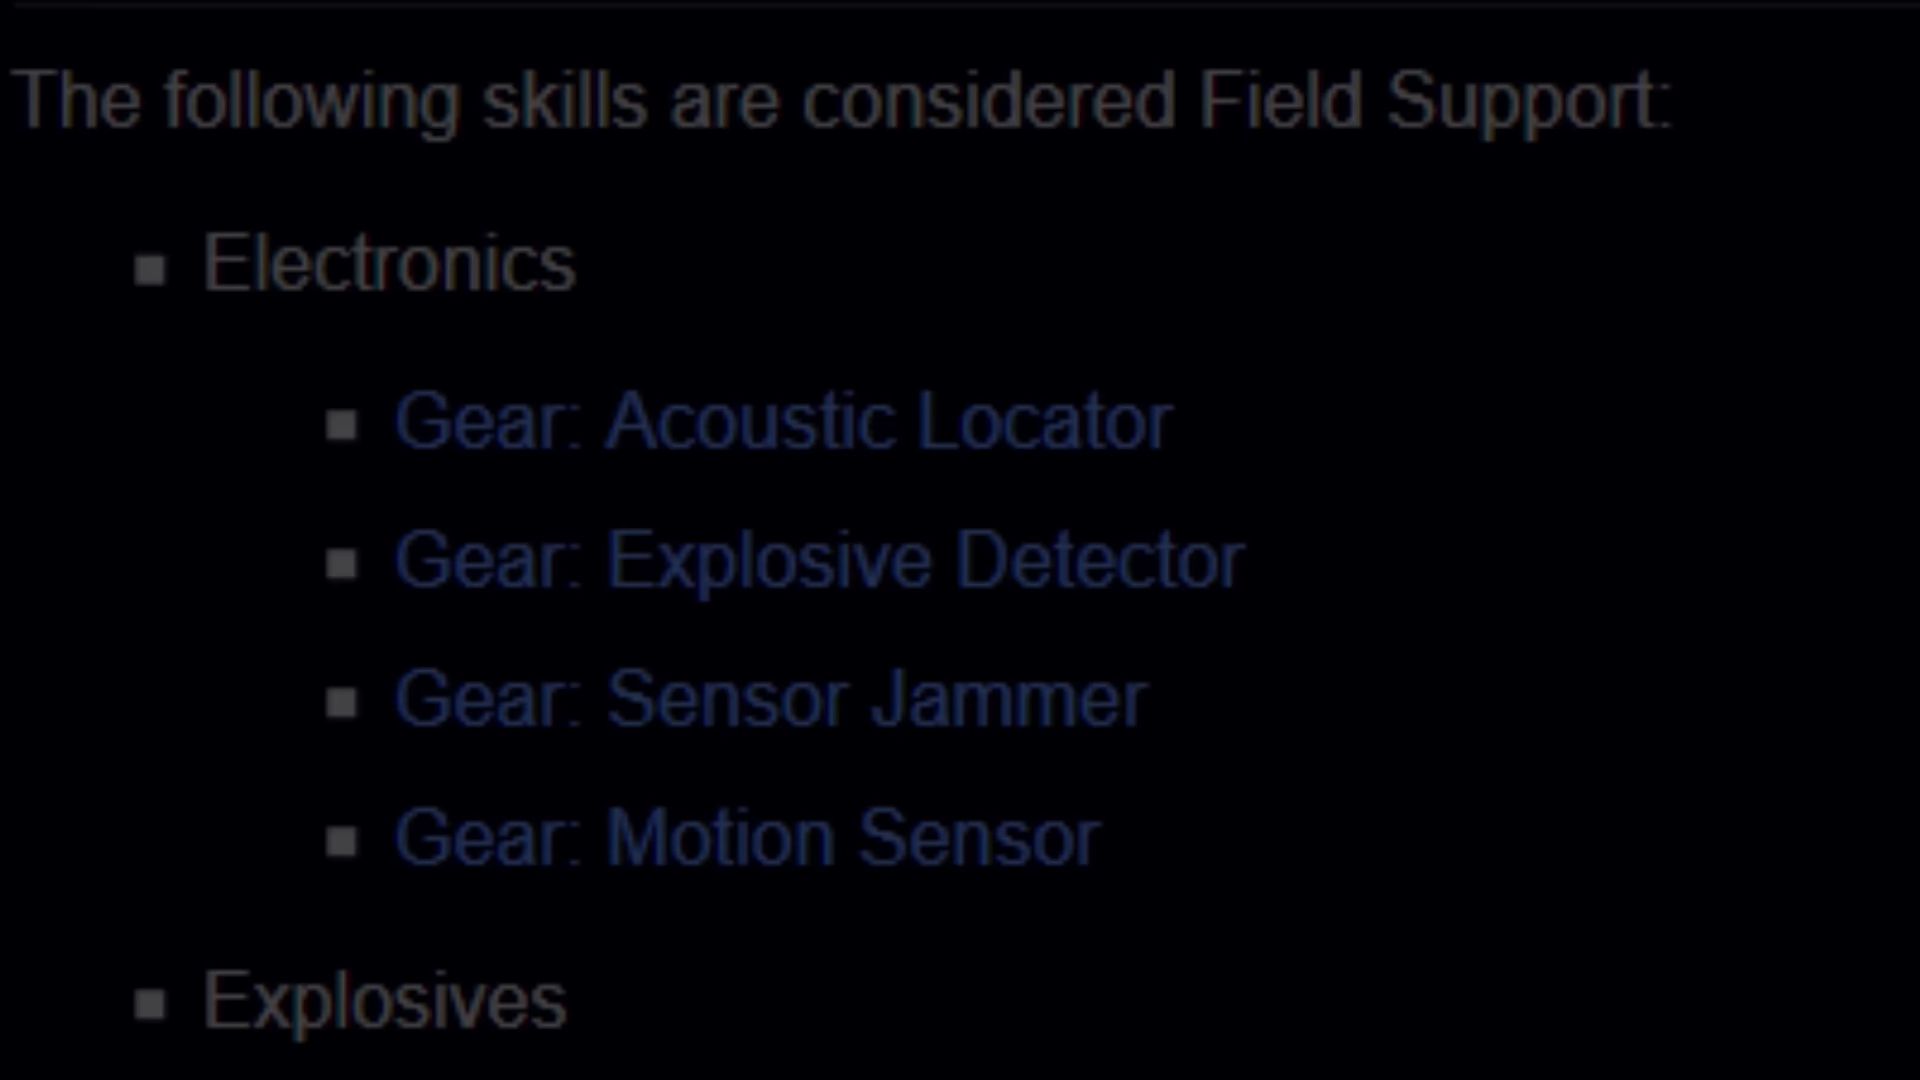 The following skills are considered Field Support:
Electronics
Gear: Acoustic Locator
Gear: Explosive Detector
Gear: Sensor Jammer
Gear: Motion Sensor
Explosives